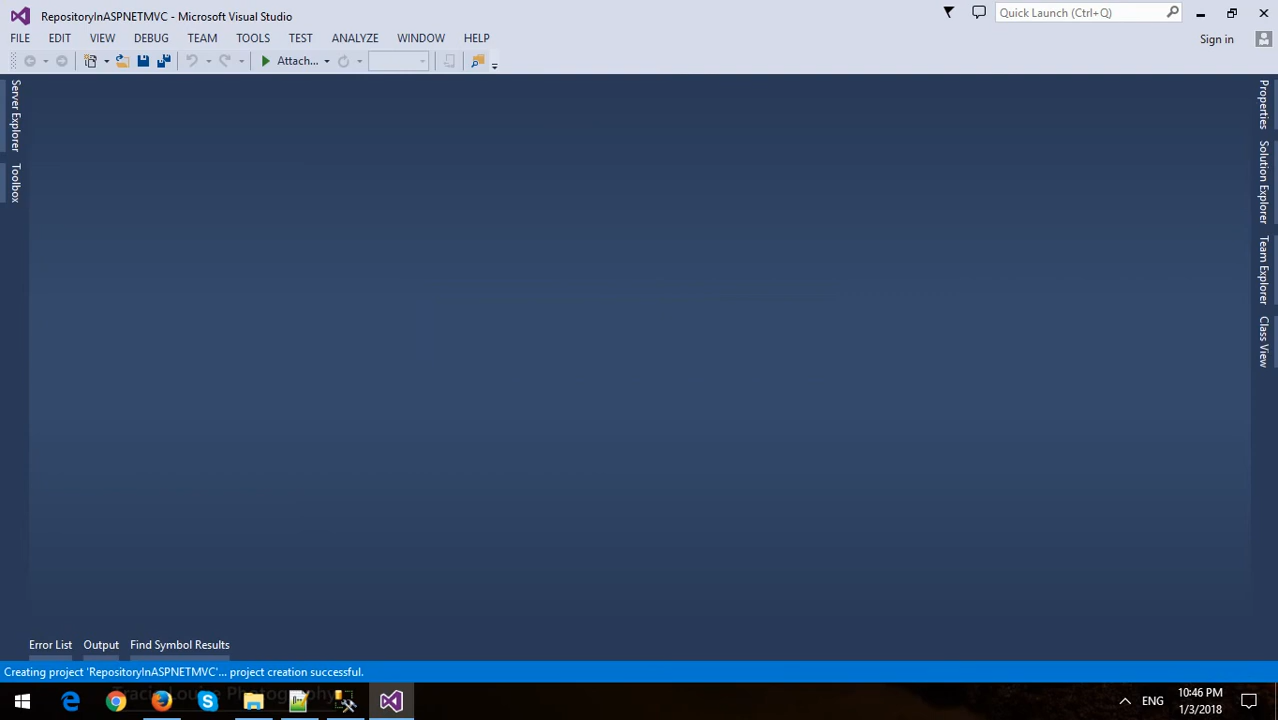 RepositoryInASPNETMVC - Microsoft Visual Studio
Quick Launch (Ctrl+Q)
FILE EDIT VIEW DEBUG TEAM TOOLS TEST ANALYZE WINDOW HELP
Sign in
Attach...
Server Explorer
Toolbox
Properties
Solution Explorer
Team Explorer
Class View
Error List Output Find Symbol Results
Creating project 'RepositoryInASPNETMVC'... project creation successful.
Photography
ENG
10:46 PM
1/3/2018